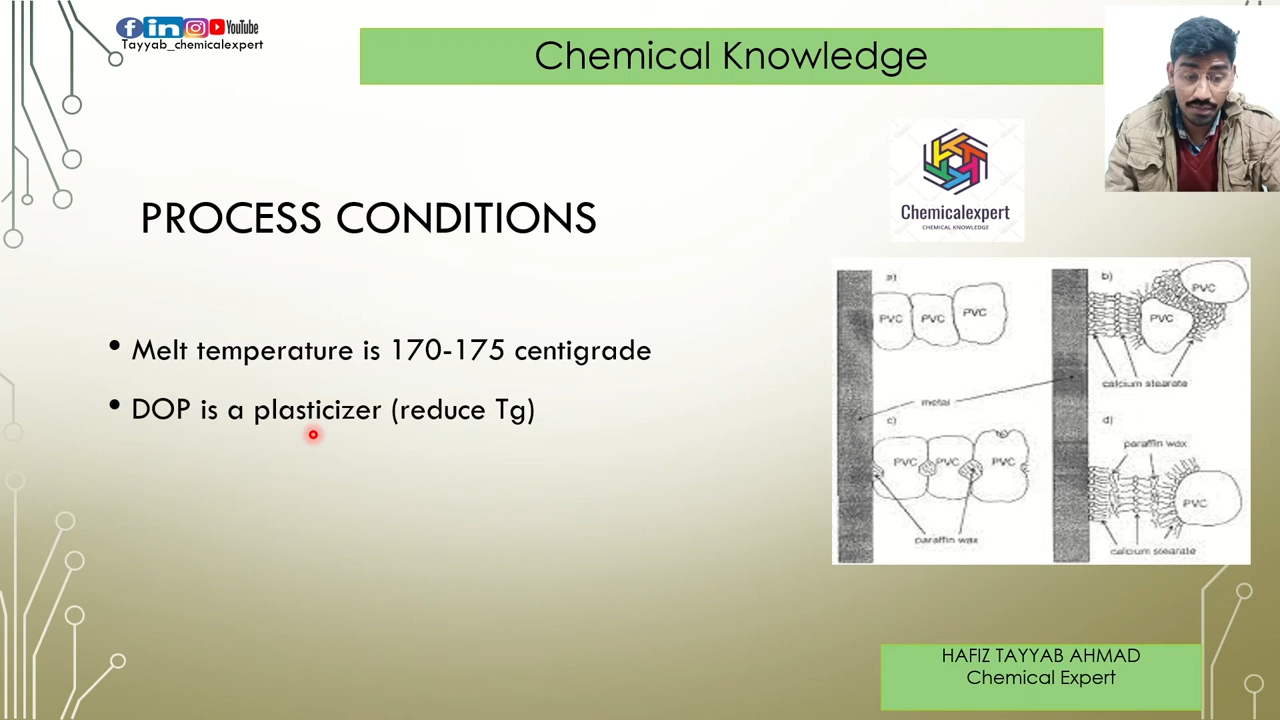 YouTube
Tayyab_chemicalexpert
Chemical Knowledge
Chemicalexpert
CHEMICAL KNOWLEDGE
PROCESS CONDITIONS
• Melt temperature is 170-175 centigrade
• DOP is a plasticizer (reduce Tg)
a)
PVC PVC PVC
b)
PVC
PVC
calcium stearate
metal
c)
PVC PVC PVC
paraffin wax
d)
paraffin wax
PVC
calcium stearate
HAFIZ TAYYAB AHMAD
Chemical Expert